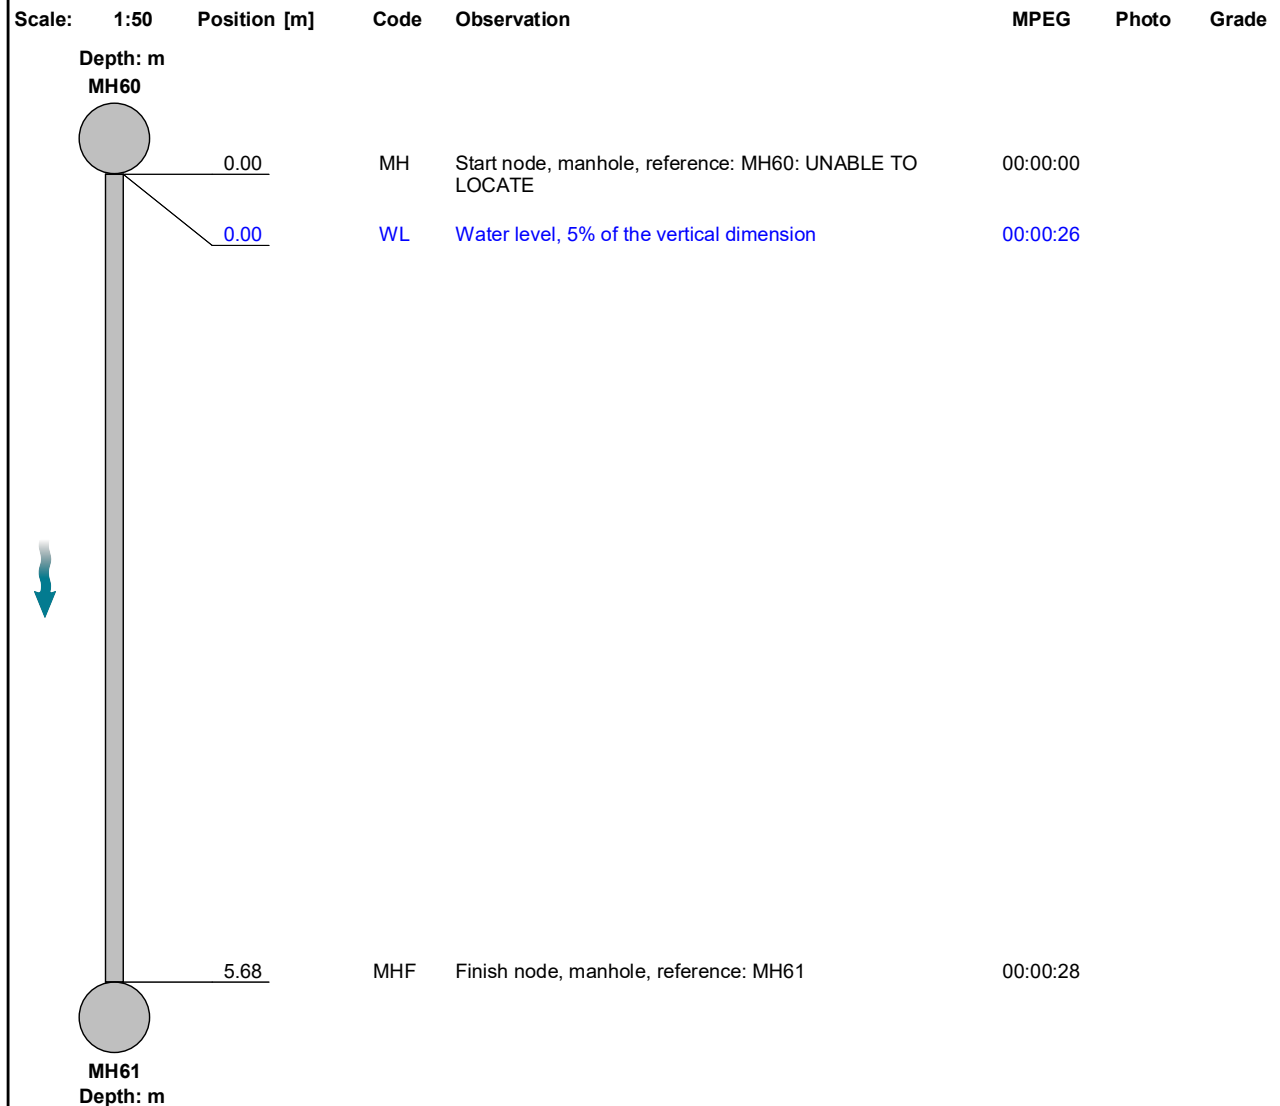 Scale: 1:50 Position [m] Code Observation MPEG Photo Grade
Depth: m
MH60
0.00 MH Start node, manhole, reference: MH60: UNABLE TO 00:00:00
LOCATE
0.00 WL Water level, 5% of the vertical dimension 00:00:26
5.68 MHF Finish node, manhole, reference: MH61 00:00:28
MH61
Depth: m